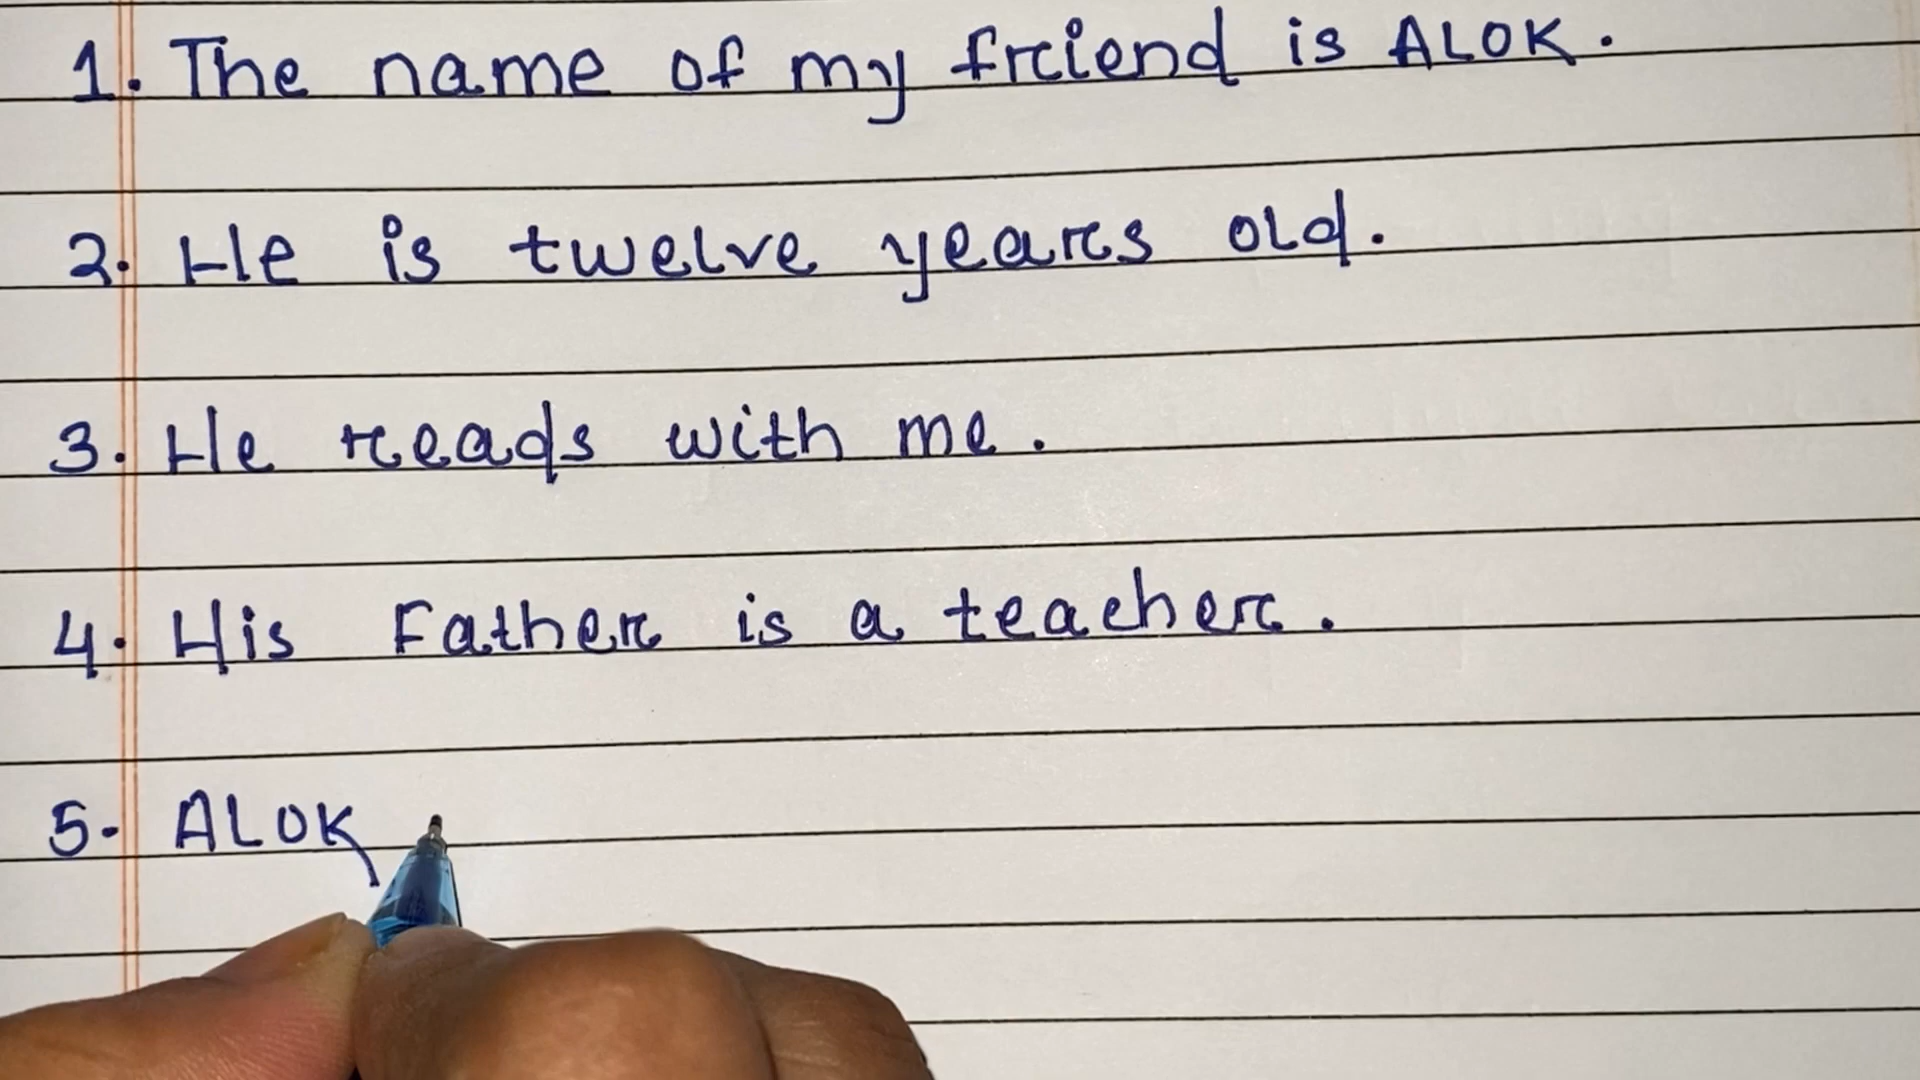 1. The name of my friend is ALOK.
2. He is twelve years old.
3. He reads with me.
4. His Father is a teacher.
5. ALOK